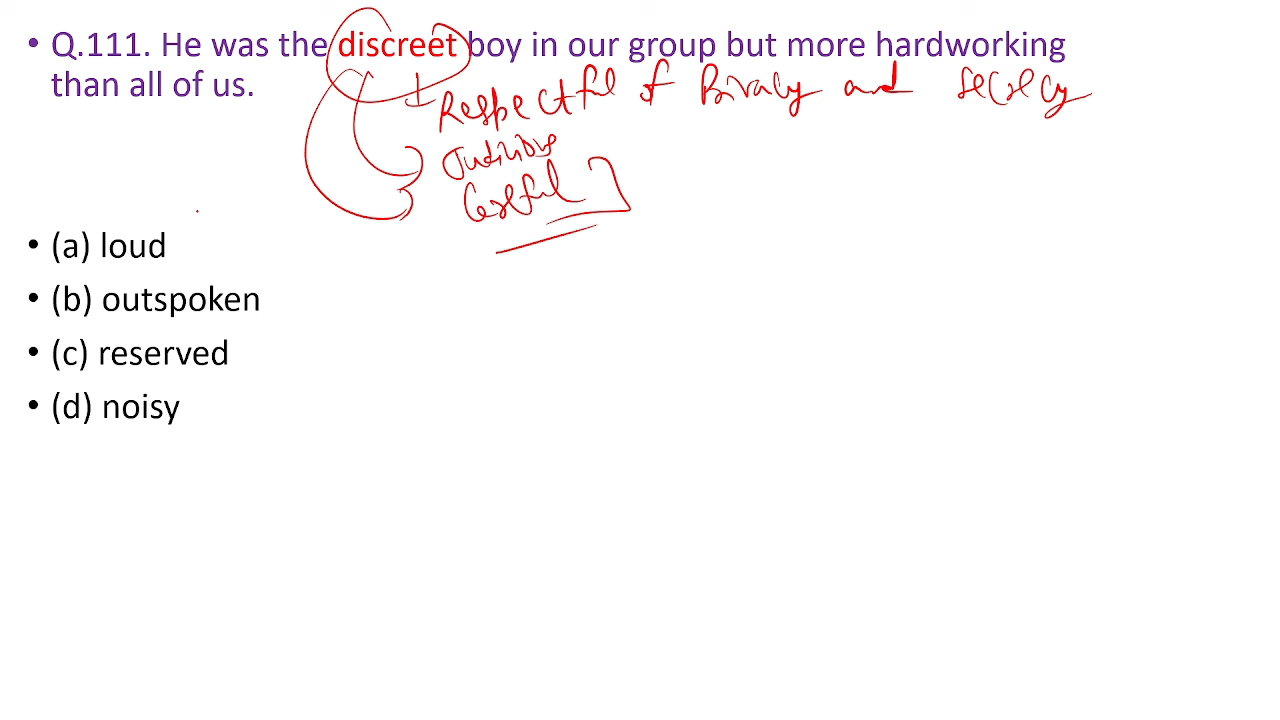 • Q.111. He was the discreet boy in our group but more hardworking
than all of us.
Respectful of Privacy and secrecy
Judicious
Careful
• (a) loud
• (b) outspoken
• (c) reserved
• (d) noisy